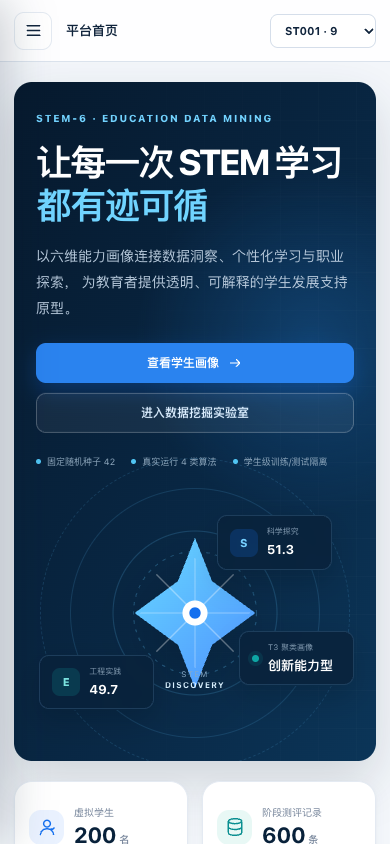 平台首页
ST001 · 9
STEM-6 · EDUCATION DATA MINING
让每一次 STEM 学习
都有迹可循
以六维能力画像连接数据洞察、个性化学习与职业
探索， 为教育者提供透明、可解释的学生发展支持
原型。
查看学生画像 →
进入数据挖掘实验室
固定随机种子 42
真实运行 4 类算法
学生级训练/测试隔离
S
科学探究
51.3
T3 聚类画像
创新能力型
E
工程实践
49.7
STEM
DISCOVERY
虚拟学生
200 名
阶段测评记录
600 条